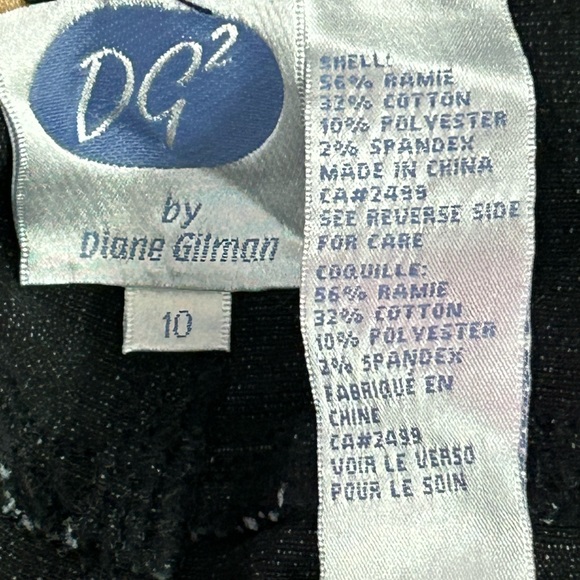 DG2
by
Diane Gilman
10
SHELL:
56% RAMIE
32% COTTON
10% POLYESTER
2% SPANDEX
MADE IN CHINA
CA#2499
SEE REVERSE SIDE
FOR CARE
COQUILLE:
56% RAMIE
32% COTTON
10% POLYESTER
2% SPANDEX
FABRIQUÉ EN
CHINE
CA#2499
VOIR LE VERSO
POUR LE SOIN